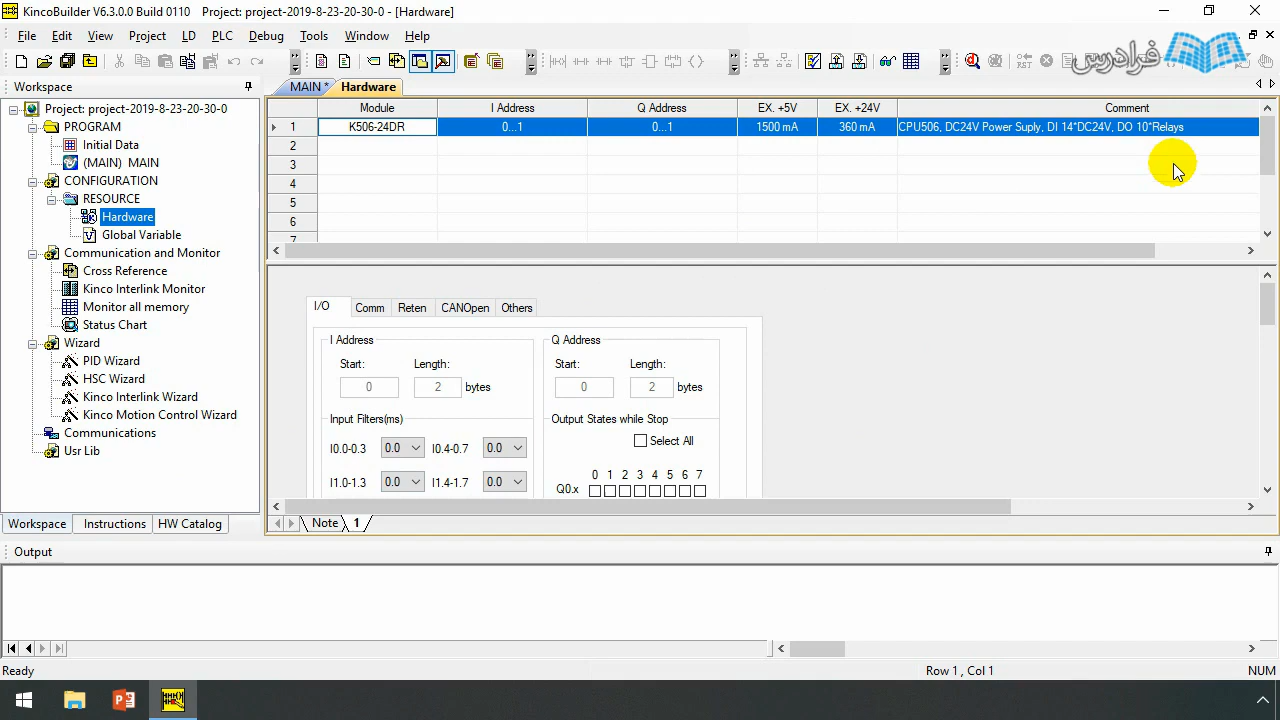 KincoBuilder V6.3.0.0 Build 0110 Project: project-2019-8-23-20-30-0 - [Hardware]
File Edit View Project LD PLC Debug Tools Window Help
فرادرس
Workspace
MAIN * Hardware
Project: project-2019-8-23-20-30-0
PROGRAM
Initial Data
(MAIN) MAIN
CONFIGURATION
RESOURCE
Hardware
Global Variable
Communication and Monitor
Cross Reference
Kinco Interlink Monitor
Monitor all memory
Status Chart
Wizard
PID Wizard
HSC Wizard
Kinco Interlink Wizard
Kinco Motion Control Wizard
Communications
Usr Lib
Workspace Instructions HW Catalog
Module I Address Q Address EX. +5V EX. +24V Comment
1 K506-24DR 0...1 0...1 1500 mA 360 mA CPU506, DC24V Power Suply, DI 14*DC24V, DO 10*Relays
2
3
4
5
6
7
I/O Comm Reten CANOpen Others
I Address Q Address
Start: Length: Start: Length:
0 2 bytes 0 2 bytes
Input Filters(ms) Output States while Stop
Select All
I0.0-0.3 0.0 I0.4-0.7 0.0
0 1 2 3 4 5 6 7
I1.0-1.3 0.0 I1.4-1.7 0.0
Q0.x
Note 1
Output
Ready Row 1 , Col 1 NUM